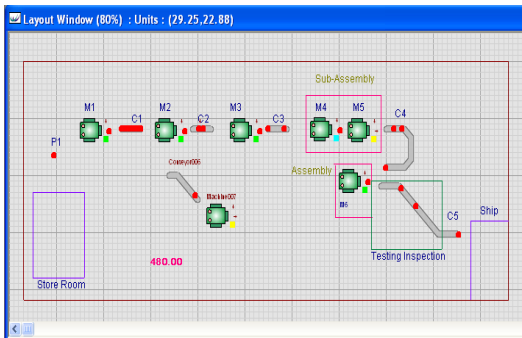 Layout Window (80%) : Units : (29.25,22.88)
Sub-Assembly
M1
C1
M2
C2
M3
C3
M4
M5
C4
P1
Conveyor006
Assembly
Machine007
M6
C5
Ship
480.00
Testing Inspection
Store Room